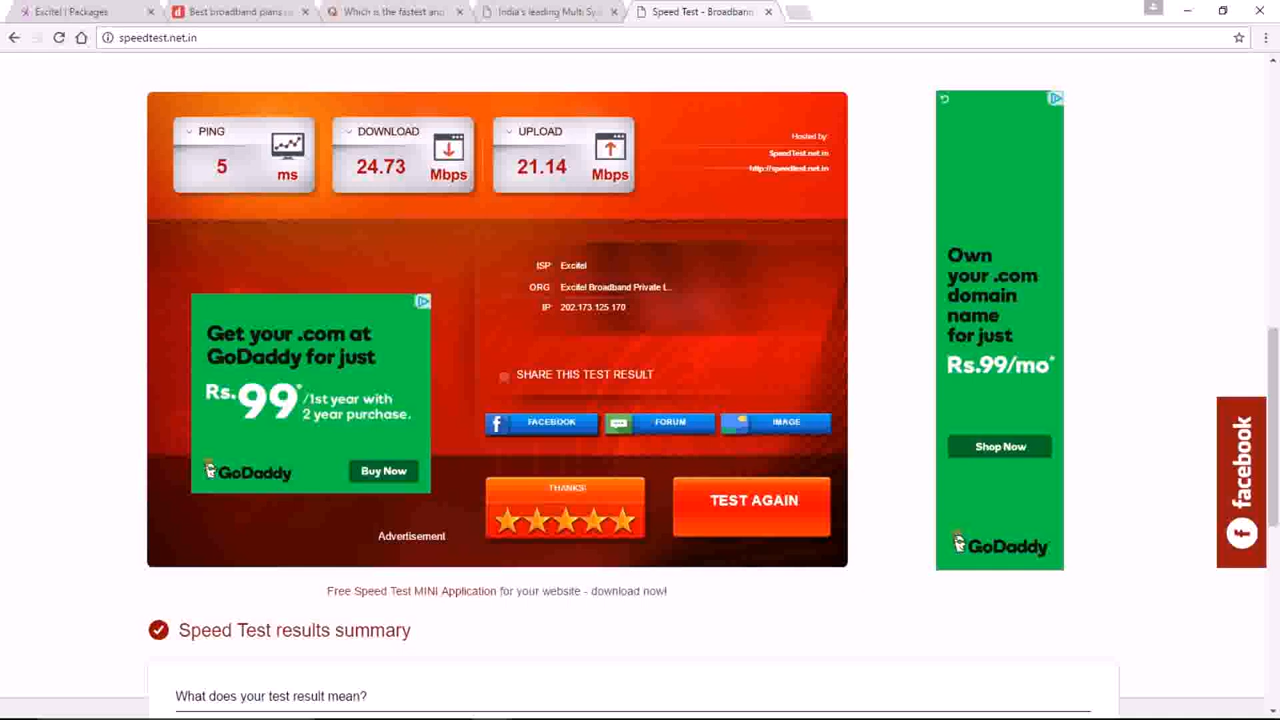 Excitel | Packages
Best broadband plans
Which is the fastest and
India's leading Multi Sy
Speed Test - Broadband
speedtest.net.in
PING
5
ms
DOWNLOAD
24.73
Mbps
UPLOAD
21.14
Mbps
Hosted by:
SpeedTest.net.in
http://speedtest.net.in
ISP Excitel
ORG Excitel Broadband Private L...
IP 202.173.125.170
Get your .com at
GoDaddy for just
Rs.99* /1st year with
2 year purchase.
GoDaddy
Buy Now
Advertisement
SHARE THIS TEST RESULT
FACEBOOK
FORUM
IMAGE
THANKS!
TEST AGAIN
Own
your .com
domain
name
for just
Rs.99/mo*
Shop Now
GoDaddy
facebook
Free Speed Test MINI Application for your website - download now!
Speed Test results summary
What does your test result mean?